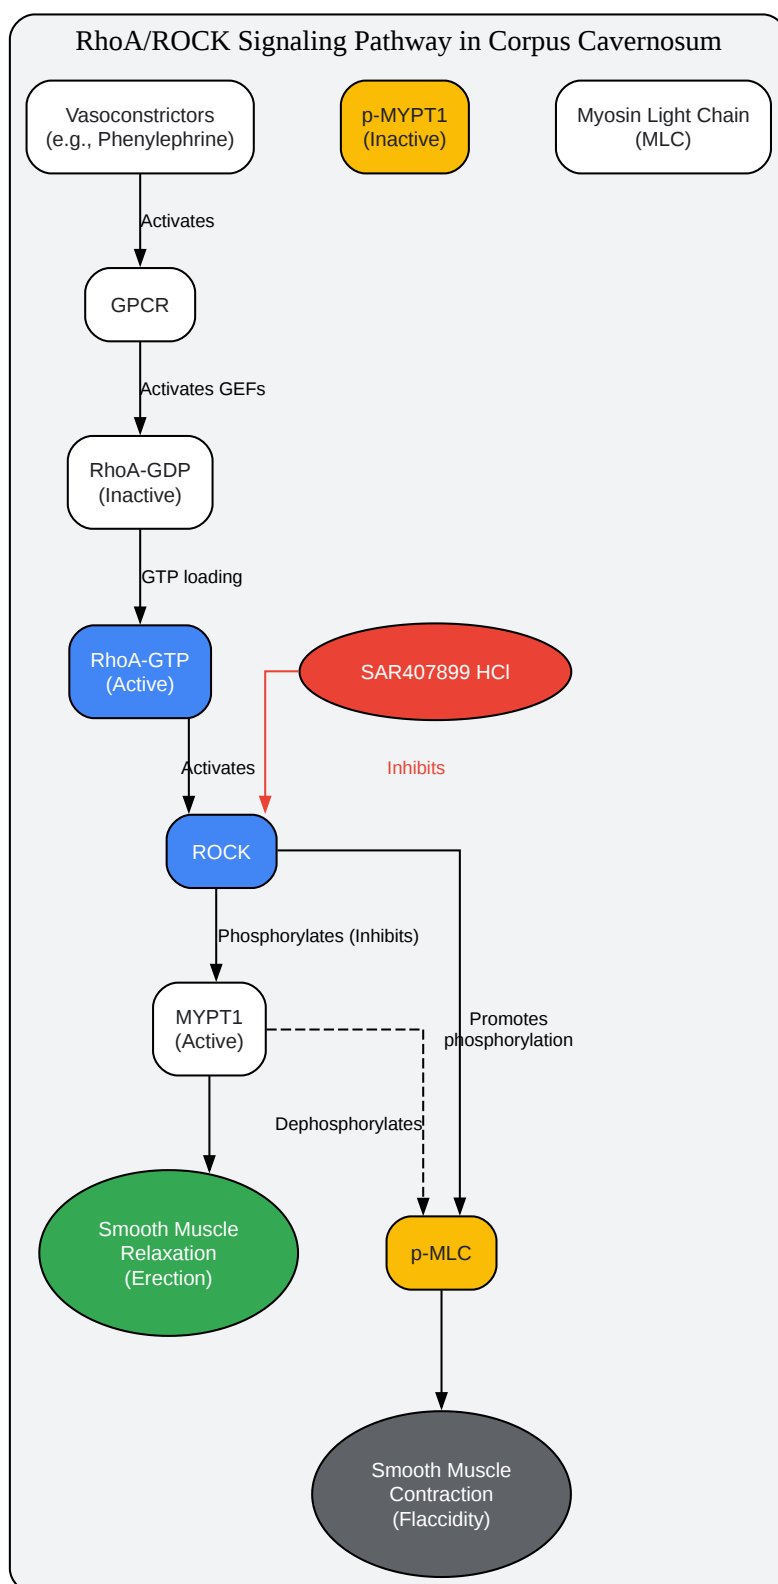 RhoA/ROCK Signaling Pathway in Corpus Cavernosum
Vasoconstrictors
(e.g., Phenylephrine)
p-MYPT1
(Inactive)
Myosin Light Chain
(MLC)
Activates
GPCR
Activates GEFs
RhoA-GDP
(Inactive)
GTP loading
RhoA-GTP
(Active)
SAR407899 HCl
Activates
Inhibits
ROCK
Phosphorylates (Inhibits)
MYPT1
(Active)
Promotes
phosphorylation
Dephosphorylates
Smooth Muscle
Relaxation
(Erection)
p-MLC
Smooth Muscle
Contraction
(Flaccidity)